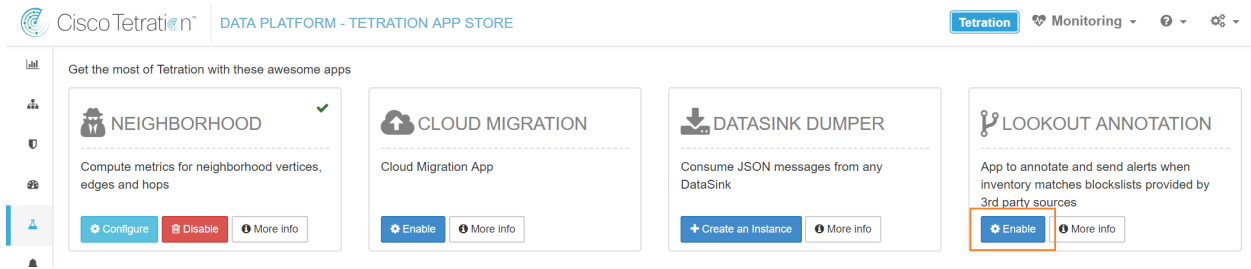 Cisco Tetration™ DATA PLATFORM - TETRATION APP STORE Tetration Monitoring
Get the most of Tetration with these awesome apps
NEIGHBORHOOD
Compute metrics for neighborhood vertices,
edges and hops
Configure Disable More info
CLOUD MIGRATION
Cloud Migration App
Enable More info
DATASINK DUMPER
Consume JSON messages from any
DataSink
Create an Instance More info
LOOKOUT ANNOTATION
App to annotate and send alerts when
inventory matches blockslists provided by
3rd party sources
Enable More info